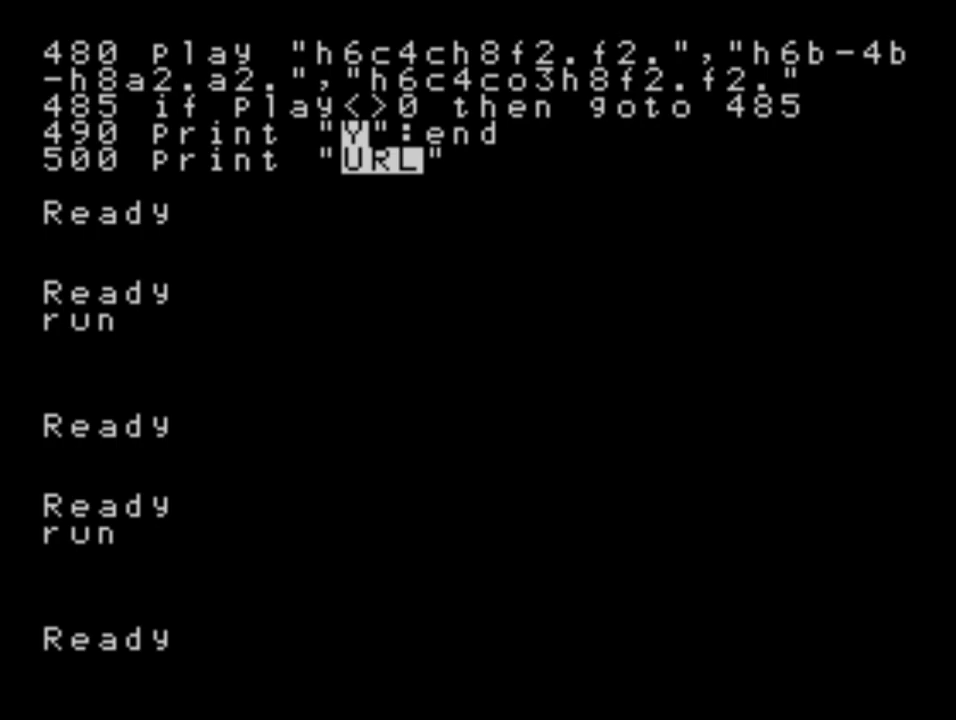 480 play "h6c4ch8f2.f2.","h6b-4b
-h8a2.a2.","h6c4co3h8f2.f2."
485 if play<>0 then goto 485
490 print "Y":end
500 print "URL"
Ready
Ready
run
Ready
Ready
run
Ready